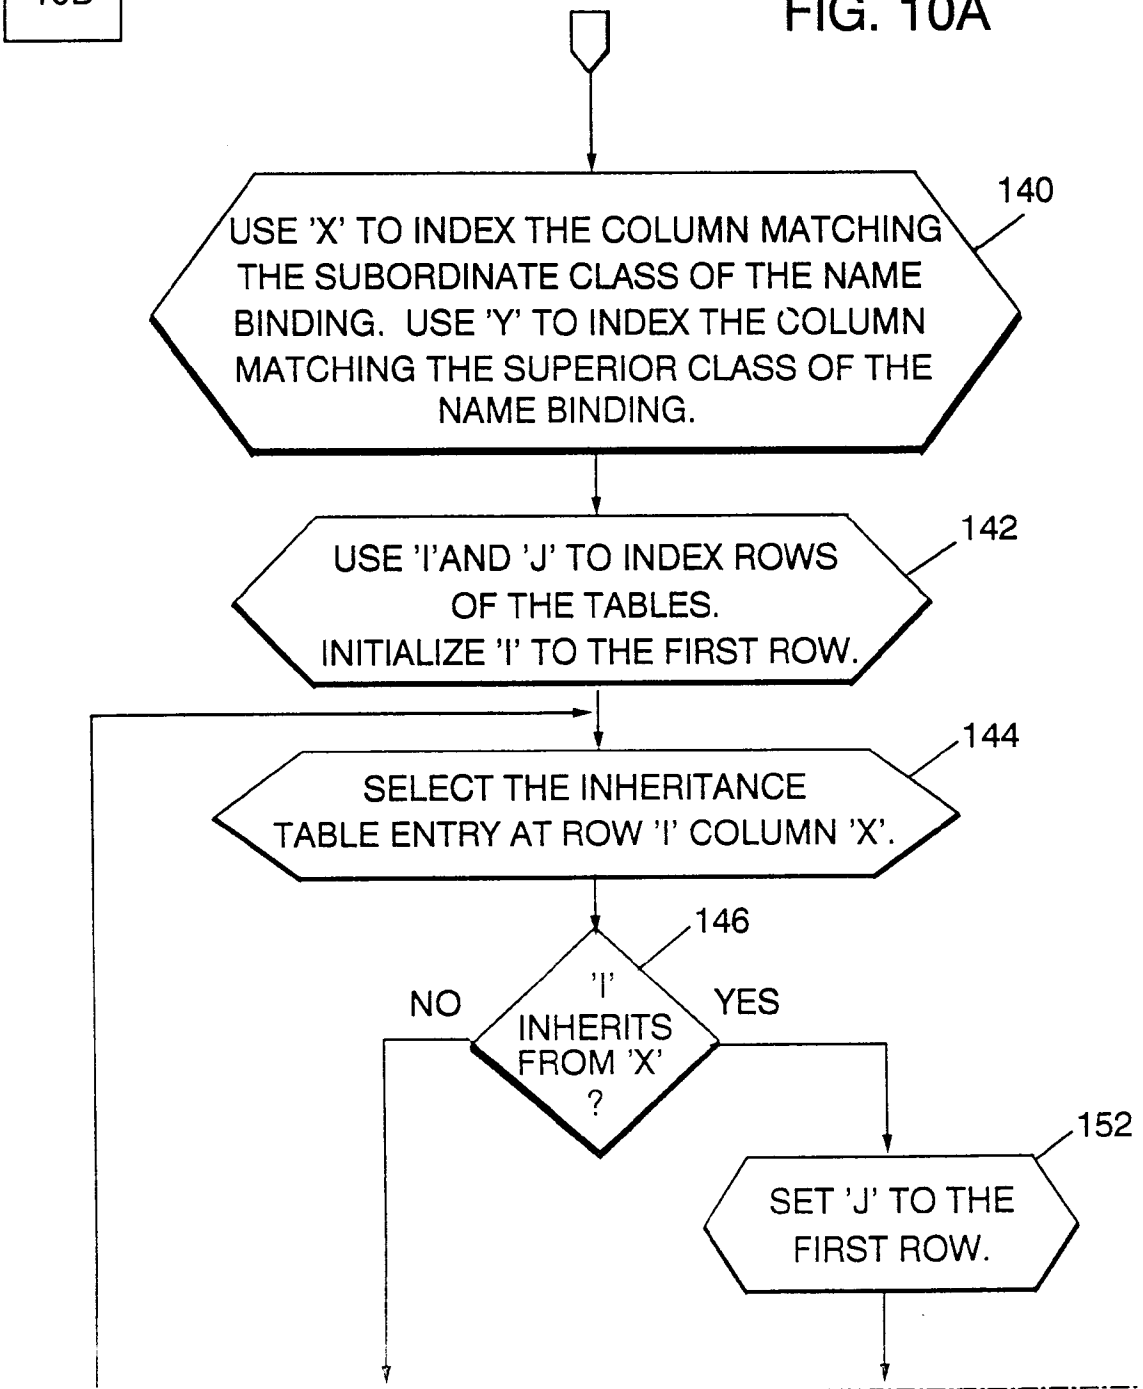 10B
FIG. 10A
140
USE 'X' TO INDEX THE COLUMN MATCHING
THE SUBORDINATE CLASS OF THE NAME
BINDING. USE 'Y' TO INDEX THE COLUMN
MATCHING THE SUPERIOR CLASS OF THE
NAME BINDING.
142
USE 'I'AND 'J' TO INDEX ROWS
OF THE TABLES.
INITIALIZE 'I' TO THE FIRST ROW.
144
SELECT THE INHERITANCE
TABLE ENTRY AT ROW 'I' COLUMN 'X'.
146
NO
YES
'I'
INHERITS
FROM 'X'
?
152
SET 'J' TO THE
FIRST ROW.